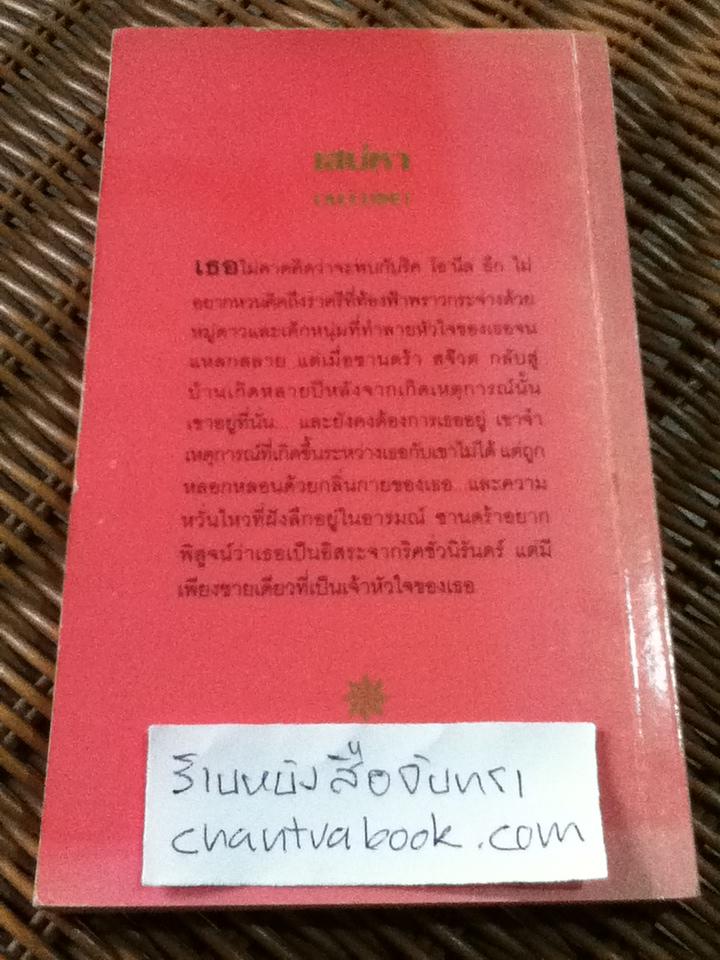 เสน่หา
เธอไม่คาดคิดว่าจะพบกับริค โอ'นีล อีก ไม่
อยากหวนคิดถึงราตรีที่ท้องฟ้าพราวกระจ่างด้วย
หมู่ดาวและเด็กหนุ่มที่ทำลายหัวใจของเธอจน
แหลกสลาย แต่เมื่อซานดร้า สจ๊วต กลับสู่
บ้านเกิดหลายปีหลังจากเกิดเหตุการณ์นั้น
เขาอยู่ที่นั่น... และยังคงต้องการเธออยู่ เขาจำ
เหตุการณ์ที่เกิดขึ้นระหว่างเธอกับเขาไม่ได้ แต่ถูก
หลอกหลอนด้วยกลิ่นกายของเธอ... และความ
หวั่นไหวที่ฝังลึกอยู่ในอารมณ์ ซานดร้าอยาก
พิสูจน์ว่าเธอเป็นอิสระจากริคชั่วนิรันดร์ แต่มี
เพียงชายเดียวที่เป็นเจ้าหัวใจของเธอ
ร้านหนังสือจันทรา
chantrabook.com